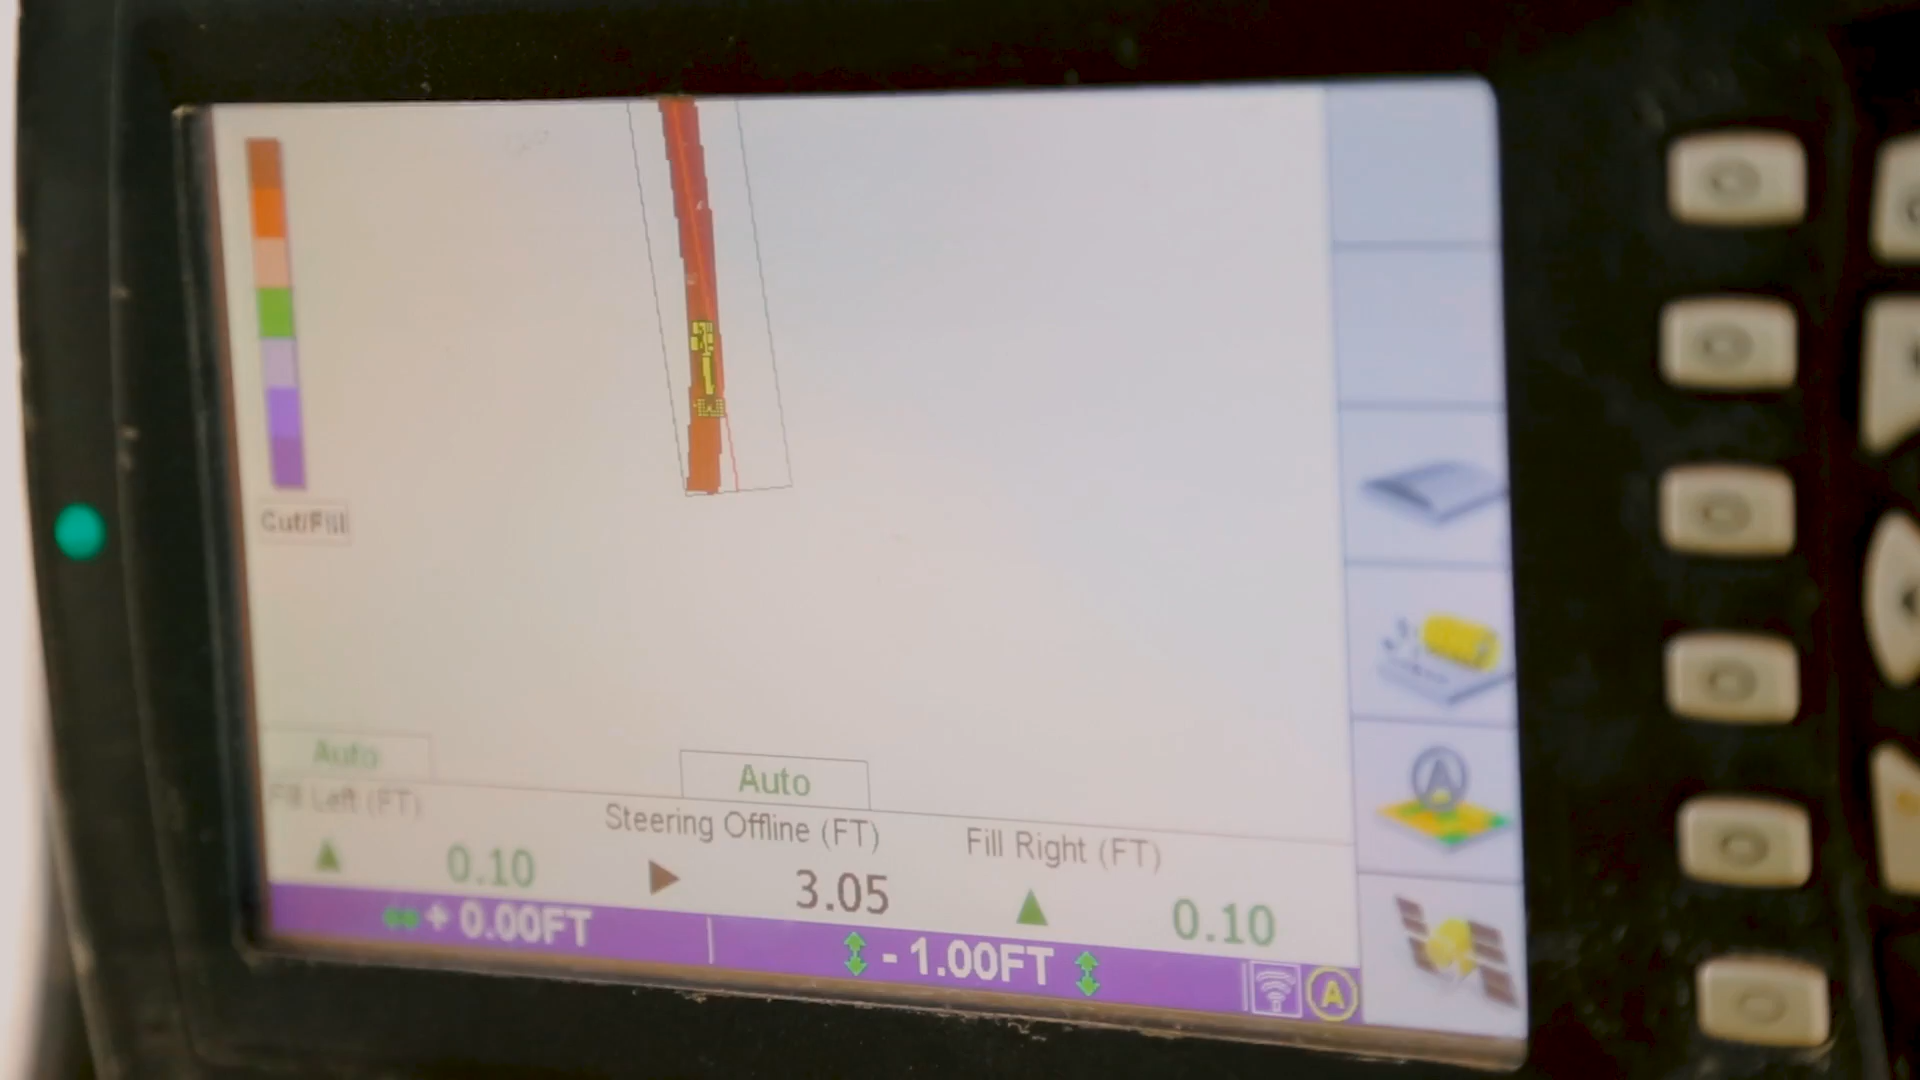 Cut/Fill
Auto
Auto
Fill Left (FT)
Steering Offline (FT)
Fill Right (FT)
0.10
3.05
0.10
+ 0.00FT
- 1.00FT
A